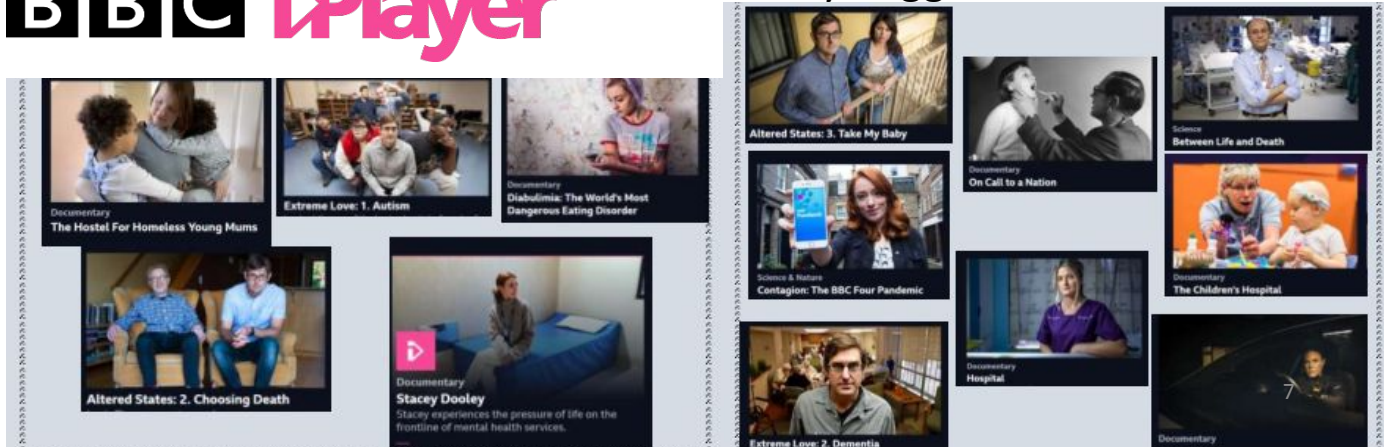 BBC iPlayer
Documentary
The Hostel For Homeless Young Mums
Extreme Love: 1. Autism
Documentary
Diabulimia: The World's Most
Dangerous Eating Disorder
Altered States: 2. Choosing Death
Documentary
Stacey Dooley
Stacey experiences the pressure of life on the
frontline of mental health services.
Altered States: 3. Take My Baby
Documentary
On Call to a Nation
Science
Between Life and Death
Science & Nature
Contagion: The BBC Four Pandemic
Documentary
The Children's Hospital
Documentary
Hospital
Extreme Love: 2. Dementia
7
Documentary